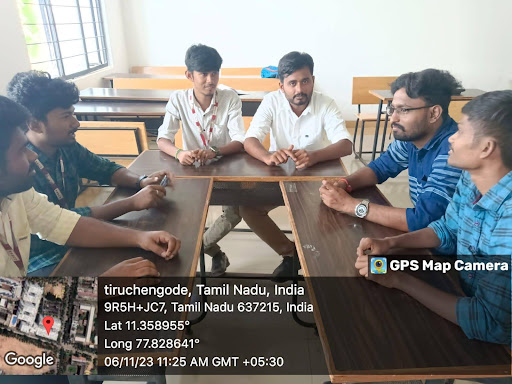 GPS Map Camera
tiruchengode, Tamil Nadu, India
9R5H+JC7, Tamil Nadu 637215, India
Lat 11.358955°
Long 77.828641°
06/11/23 11:25 AM GMT +05:30
Google